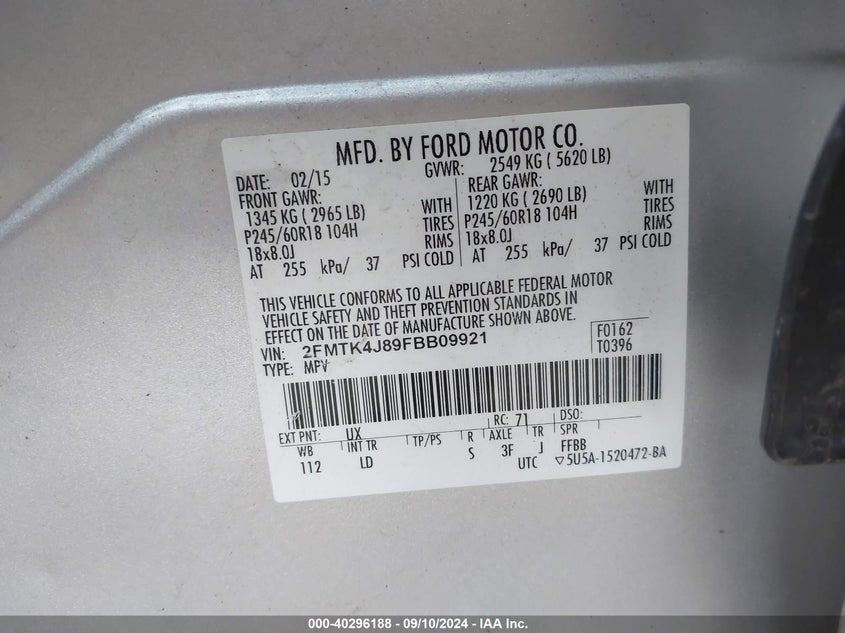 MFD. BY FORD MOTOR CO.
DATE: 02/15 GVWR: 2549 KG ( 5620 LB)
FRONT GAWR: REAR GAWR:
1345 KG ( 2965 LB) WITH 1220 KG ( 2690 LB) WITH
P245/60R18 104H TIRES P245/60R18 104H TIRES
18x8.0J RIMS 18x8.0J RIMS
AT 255 kPa/ 37 PSI COLD AT 255 kPa/ 37 PSI COLD
THIS VEHICLE CONFORMS TO ALL APPLICABLE FEDERAL MOTOR
VEHICLE SAFETY AND THEFT PREVENTION STANDARDS IN
EFFECT ON THE DATE OF MANUFACTURE SHOWN ABOVE.
VIN: 2FMTK4J89FBB09921 F0162
TYPE: MPV T0396
EXT PNT: UX RC: 71 DSO:
WB INT TR TP/PS R AXLE TR SPR
112 LD S 3F J FFBB
UTC ▽5U5A-1520472-BA
000-40296188 - 09/10/2024 - IAA Inc.